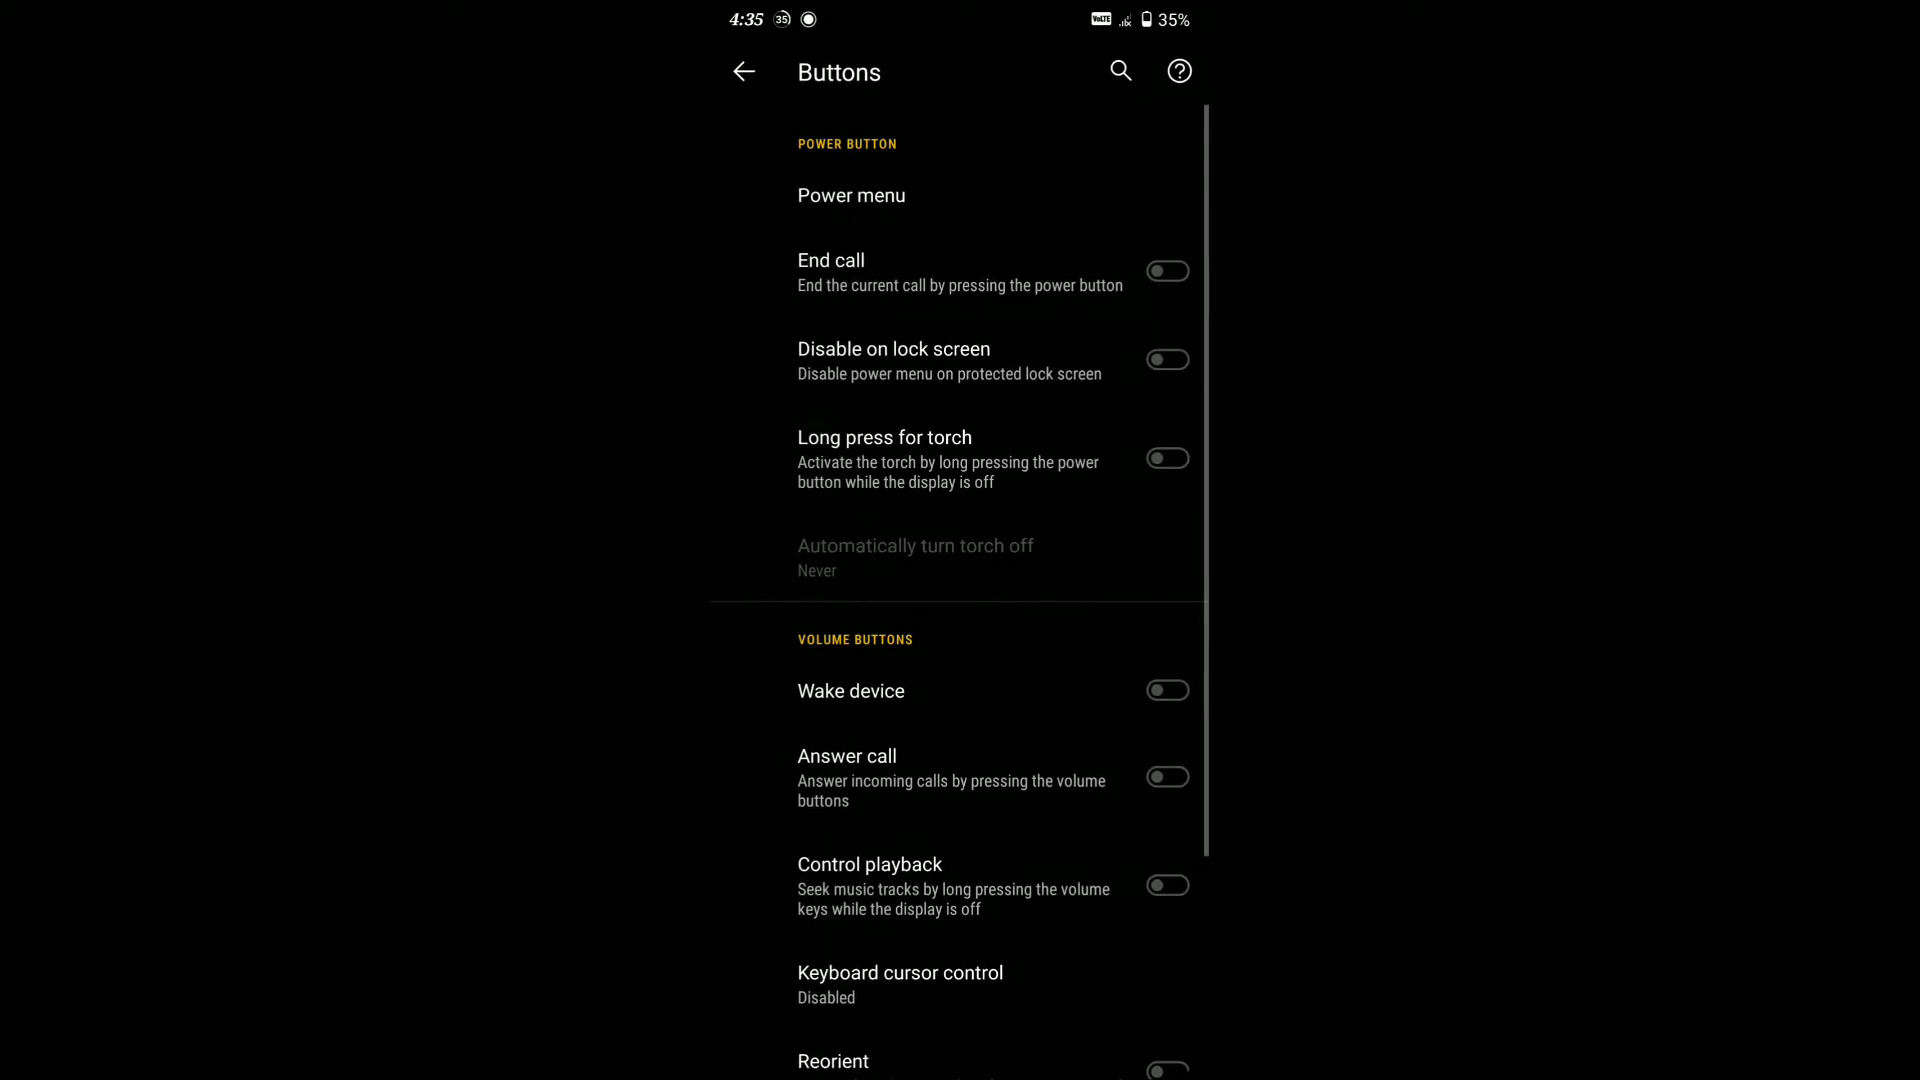 4:35 35 VoLTE 35%
Buttons
POWER BUTTON
Power menu
End call
End the current call by pressing the power button
Disable on lock screen
Disable power menu on protected lock screen
Long press for torch
Activate the torch by long pressing the power
button while the display is off
Automatically turn torch off
Never
VOLUME BUTTONS
Wake device
Answer call
Answer incoming calls by pressing the volume
buttons
Control playback
Seek music tracks by long pressing the volume
keys while the display is off
Keyboard cursor control
Disabled
Reorient